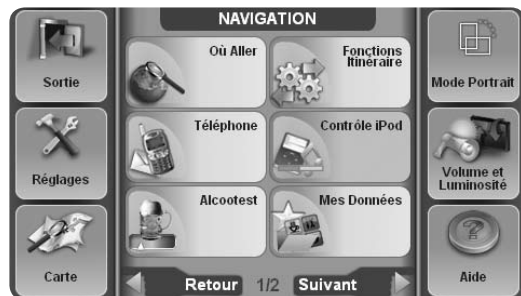 NAVIGATION
Sortie
Réglages
Carte
Où Aller
Fonctions
Itinéraire
Téléphone
Contrôle iPod
Alcootest
Mes Données
Retour 1/2 Suivant
Mode Portrait
Volume et
Luminosité
Aide